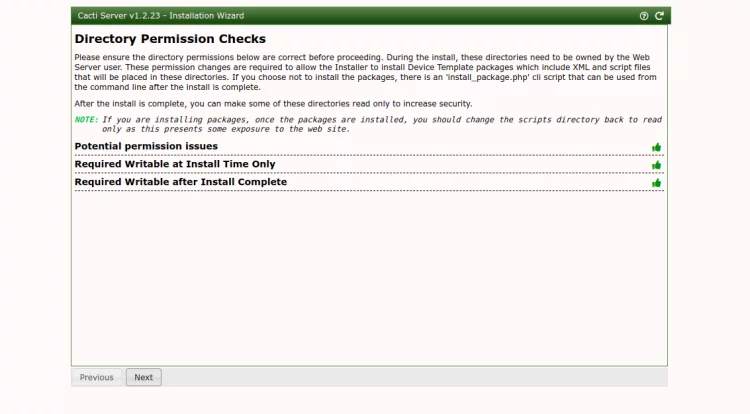 Cacti Server v1.2.23 - Installation Wizard
Directory Permission Checks
Please ensure the directory permissions below are correct before proceeding. During the install, these directories need to be owned by the Web
Server user. These permission changes are required to allow the Installer to install Device Template packages which include XML and script files
that will be placed in these directories. If you choose not to install the packages, there is an 'install_package.php' cli script that can be used from
the command line after the install is complete.
After the install is complete, you can make some of these directories read only to increase security.
NOTE: If you are installing packages, once the packages are installed, you should change the scripts directory back to read
only as this presents some exposure to the web site.
Potential permission issues
Required Writable at Install Time Only
Required Writable after Install Complete
Previous Next